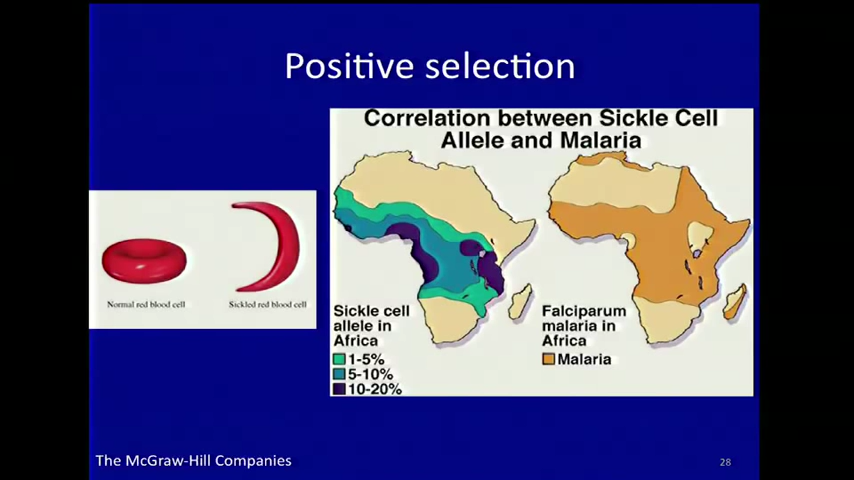 Positive selection
Correlation between Sickle Cell
Allele and Malaria
Normal red blood cell
Sickled red blood cell
Sickle cell
allele in
Africa
1-5%
5-10%
10-20%
Falciparum
malaria in
Africa
Malaria
The McGraw-Hill Companies
28